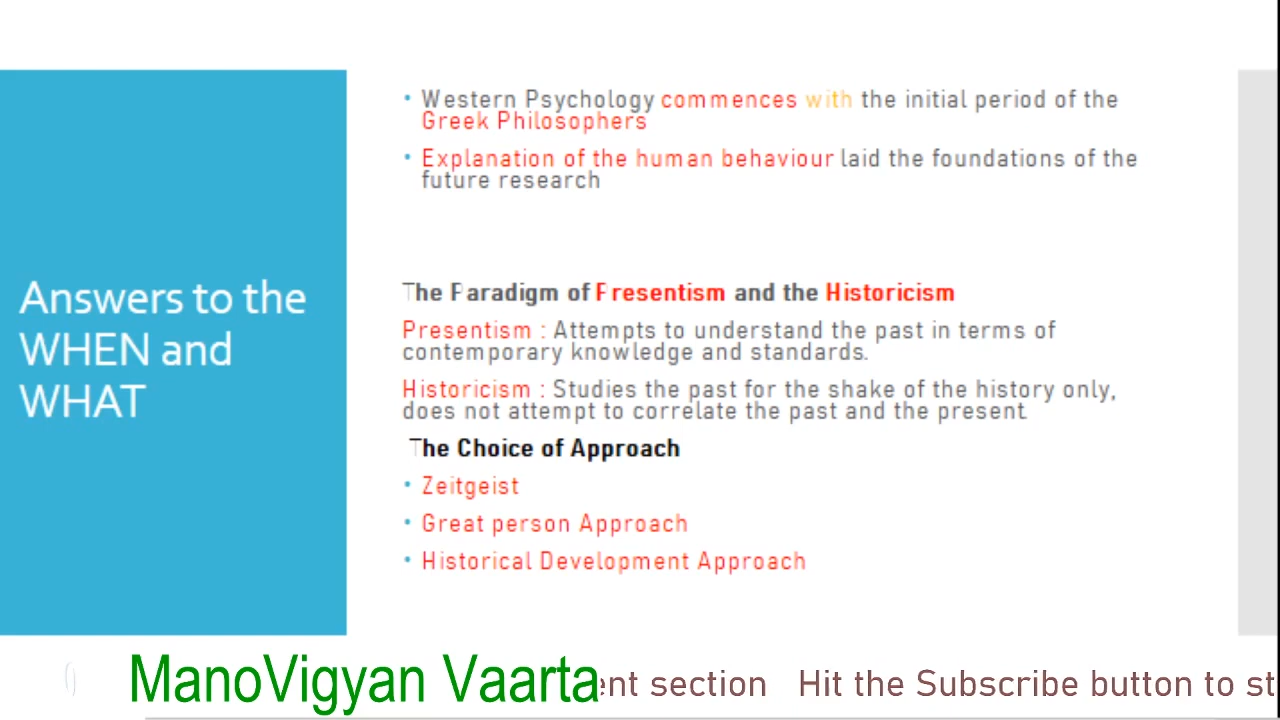 Answers to the
WHEN and
WHAT
• Western Psychology commences with the initial period of the
Greek Philosophers
• Explanation of the human behaviour laid the foundations of the
future research
The Paradigm of Presentism and the Historicism
Presentism : Attempts to understand the past in terms of
contemporary knowledge and standards.
Historicism : Studies the past for the shake of the history only,
does not attempt to correlate the past and the present.
The Choice of Approach
• Zeitgeist
• Great person Approach
• Historical Development Approach
ManoVigyan Vaarta section Hit the Subscribe button to